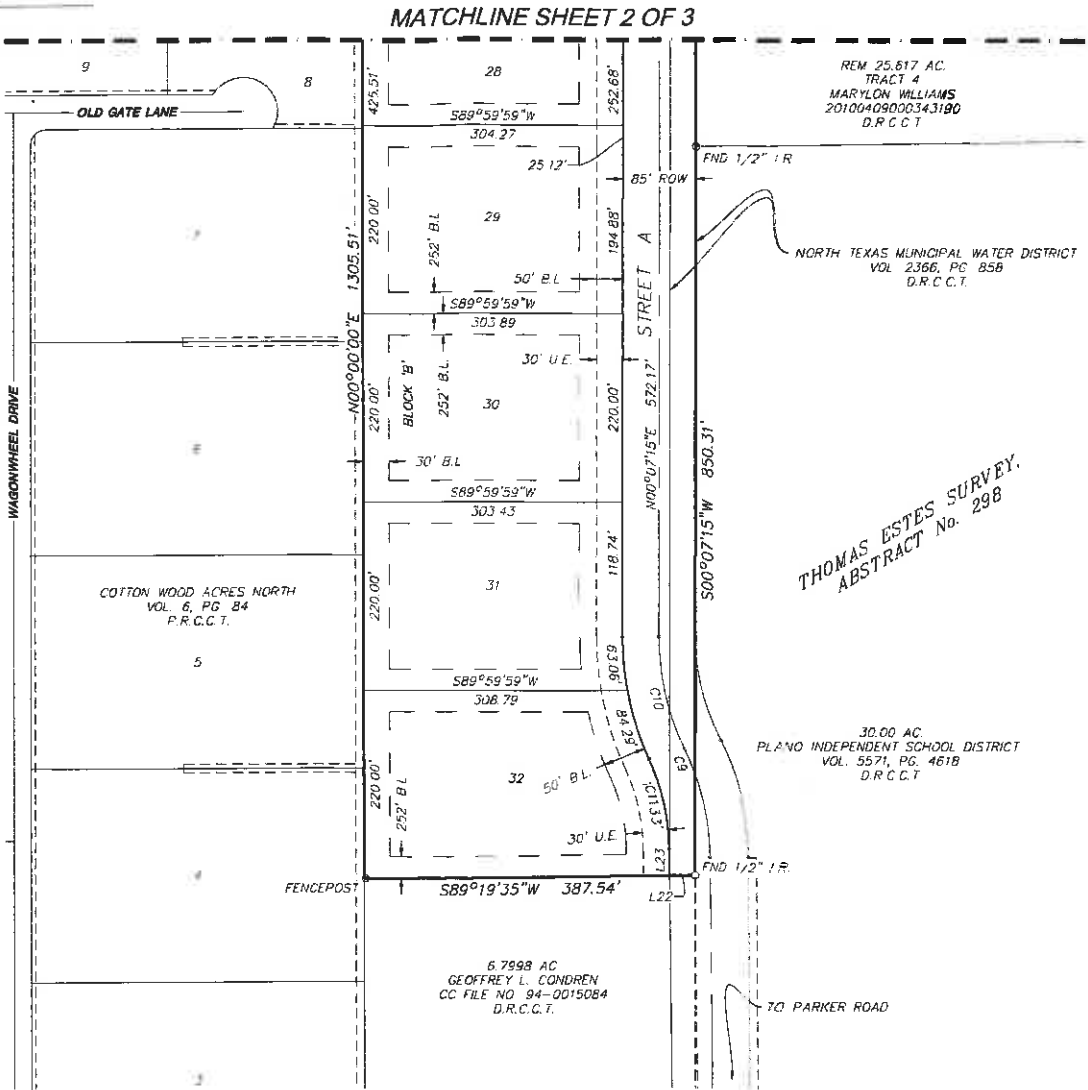 MATCHLINE SHEET 2 OF 3
9
8
OLD GATE LANE
WAGONWHEEL DRIVE
425.51'
28
252.68'
S89°59'59"W
304.27
25 12'
85' ROW
REM 25.617 AC.
TRACT 4
MARYLON WILLIAMS
20100409000343190
D.R C C T
FND 1/2" I R
220 00'
29
252' B.L
50' B.L
194 88'
STREET A
NORTH TEXAS MUNICIPAL WATER DISTRICT
VOL 2366, PG 858
D.R.C C.T.
N00°00'00"E 1305.51'
S89°59'59"W
303 89
30' U E.
220.00'
BLOCK 'B'
252' B.L.
30
30' B.L
220.00'
N00°07'15"E 572.17'
S00°07'15"W 850.31'
THOMAS ESTES SURVEY,
ABSTRACT No. 298
S89°59'59"W
303 43
118.74'
COTTON WOOD ACRES NORTH
VOL. 6, PG 84
P.R.C.C.T.
5
220.00'
31
63.06'
S89°59'59"W
308.79
C10
84.29'
C9
30.00 AC.
PLANO INDEPENDENT SCHOOL DISTRICT
VOL. 5571, PG. 4618
D.R C C.T
220 00'
252' B L
32
50' B L.
30' U.E.
L23
FENCEPOST
S89°19'35"W 387.54'
L22
FND 1/2" I R.
6.7998 AC
GEOFFREY L. CONDREN
CC FILE NO 94-0015084
D.R.C.C.T.
TO PARKER ROAD